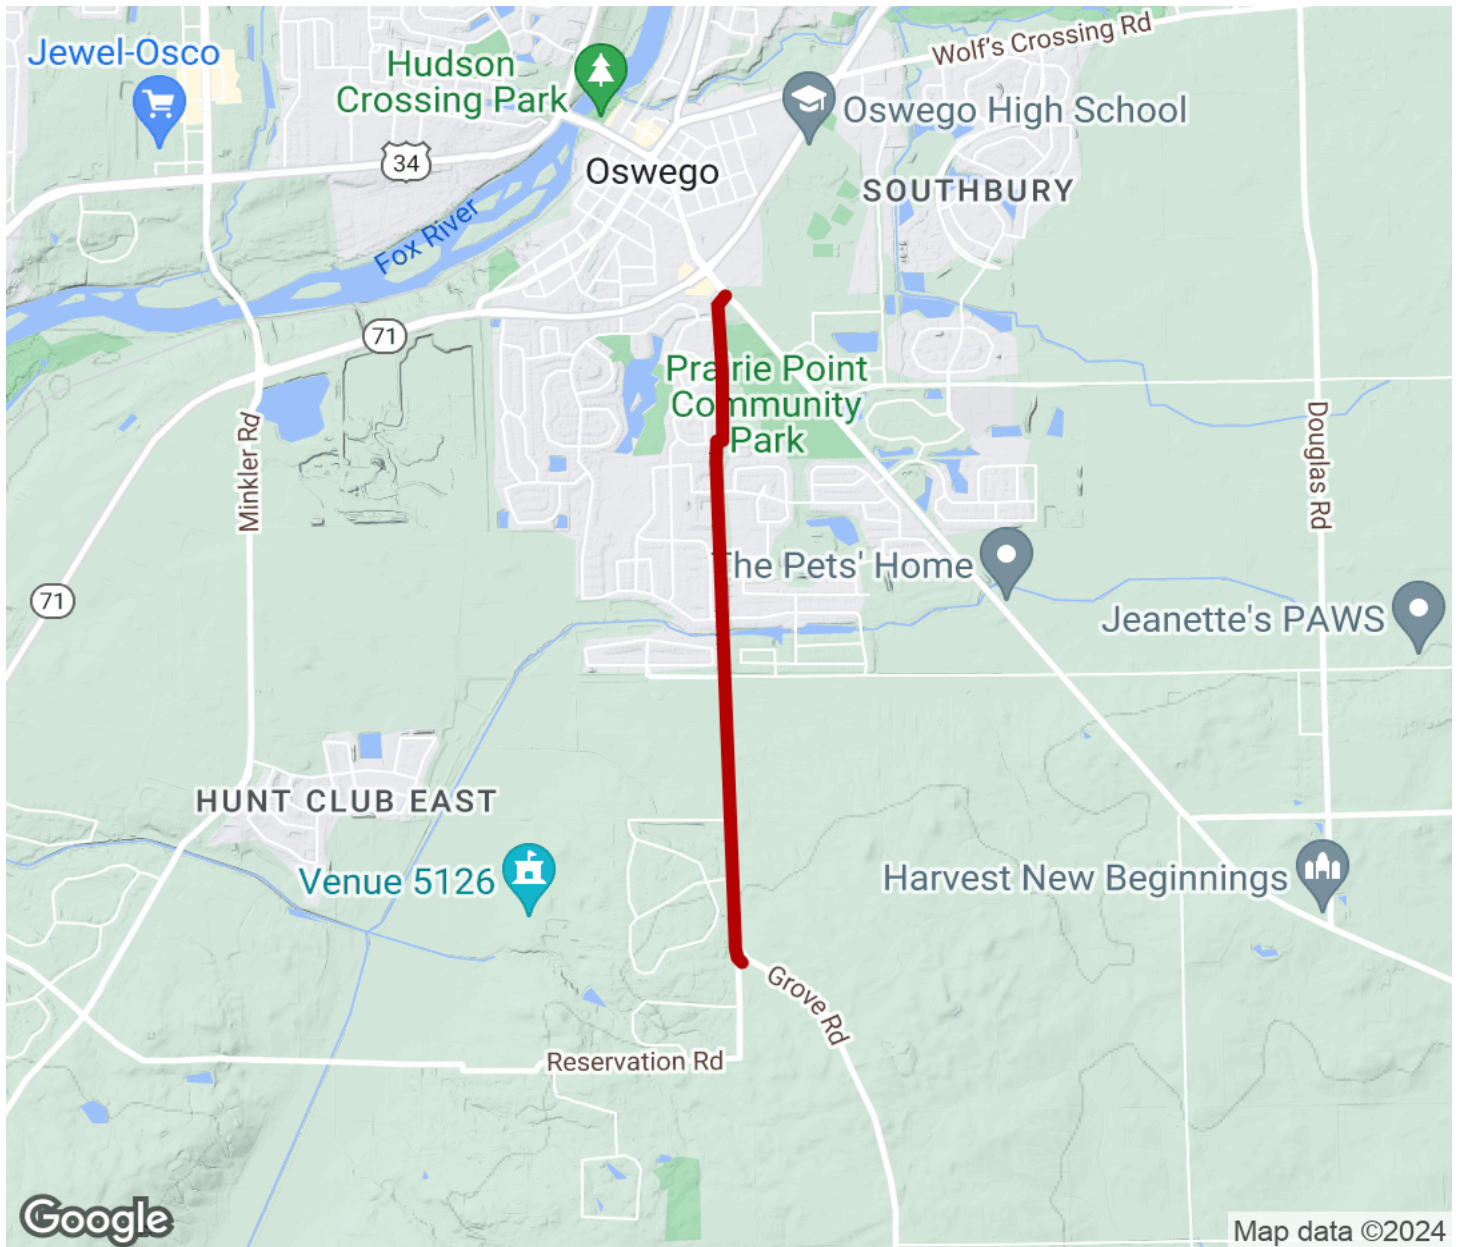 Jewel-Osco
Hudson
Crossing Park
Wolf's Crossing Rd
Oswego High School
34
Oswego
SOUTHBURY
Fox River
71
Prairie Point
Community
Park
Minkler Rd
Douglas Rd
The Pets' Home
71
Jeanette's PAWS
HUNT CLUB EAST
Venue 5126
Harvest New Beginnings
Grove Rd
Reservation Rd
Google
Map data ©2024